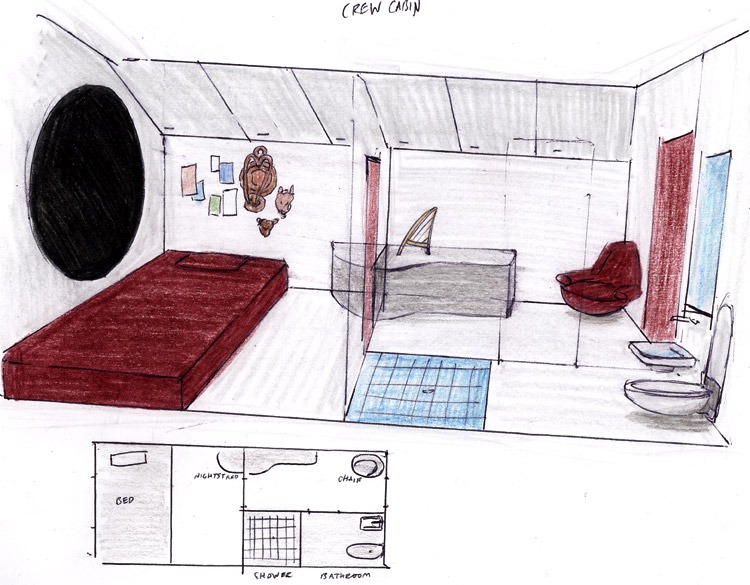 CREW CABIN
NIGHTSTAND
CHAIR
BED
SHOWER BATHROOM